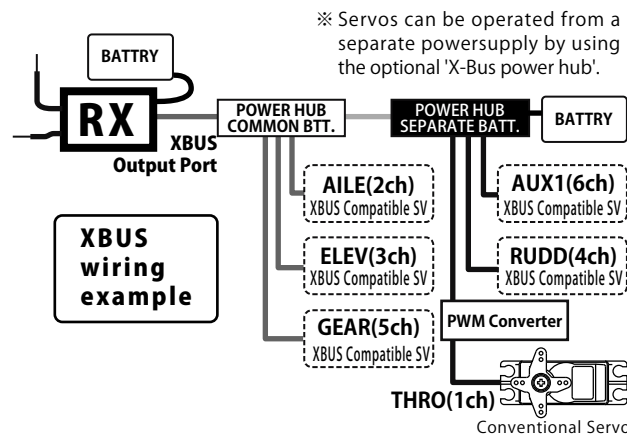 ※ Servos can be operated from a
separate powersupply by using
the optional 'X-Bus power hub'.
BATTRY
RX
XBUS
Output Port
POWER HUB
COMMON BTT.
POWER HUB
SEPARATE BATT.
BATTRY
AILE(2ch)
XBUS Compatible SV
AUX1(6ch)
XBUS Compatible SV
XBUS
wiring
example
ELEV(3ch)
XBUS Compatible SV
RUDD(4ch)
XBUS Compatible SV
GEAR(5ch)
XBUS Compatible SV
PWM Converter
THRO(1ch)
Conventional Servo